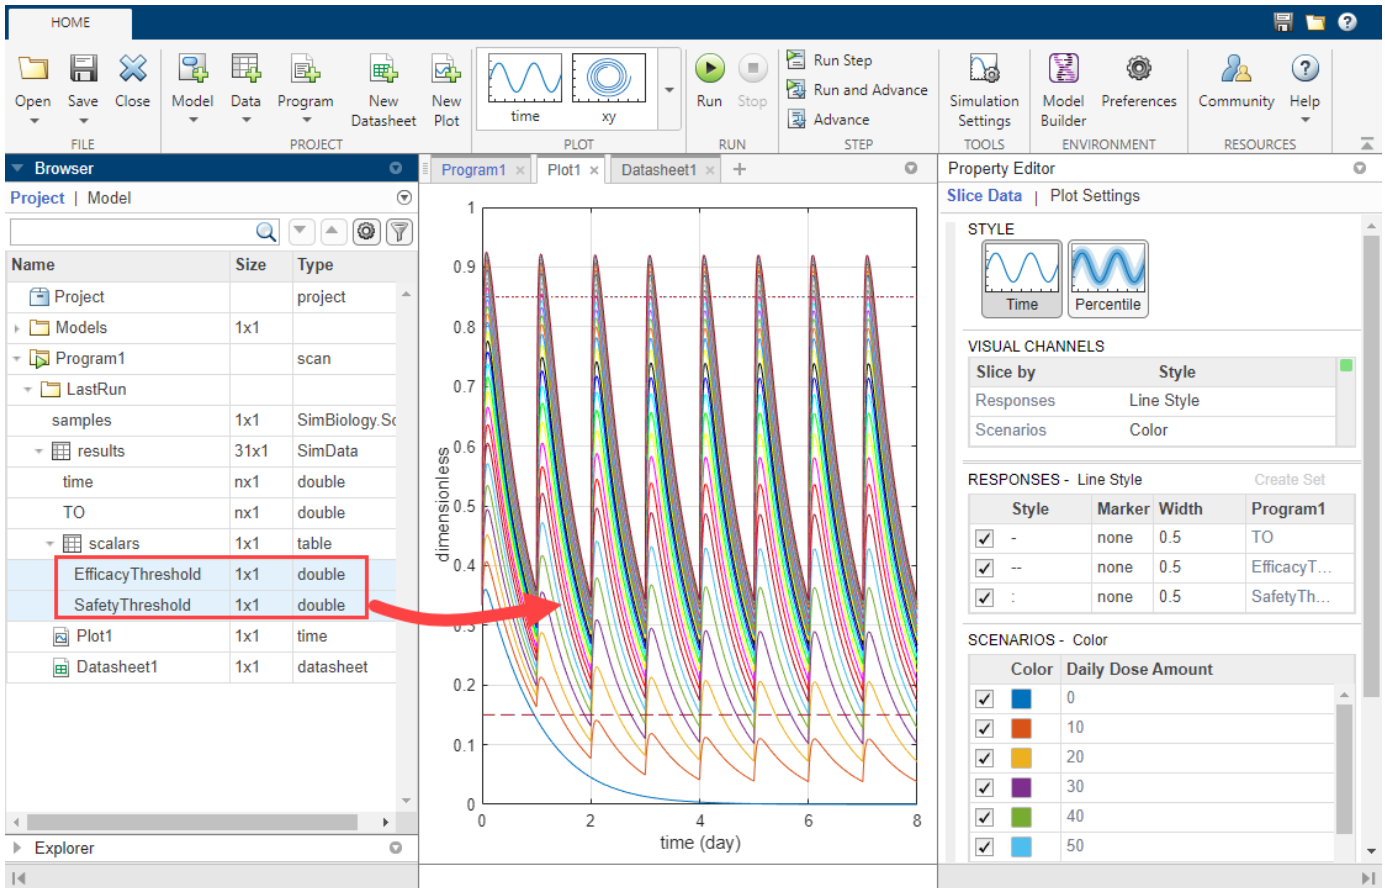 HOME
Open
Save
Close
Model
Data
Program
New Datasheet
New Plot
time
xy
Run
Stop
Run Step
Run and Advance
Advance
Simulation Settings
Model Builder
Preferences
Community
Help
FILE
PROJECT
PLOT
RUN
STEP
TOOLS
ENVIRONMENT
RESOURCES
Browser
Project | Model
Name Size Type
Project project
Models 1x1
Program1 scan
LastRun
samples 1x1 SimBiology.Sc
results 31x1 SimData
time nx1 double
TO nx1 double
scalars 1x1 table
EfficacyThreshold 1x1 double
SafetyThreshold 1x1 double
Plot1 1x1 time
Datasheet1 1x1 datasheet
Explorer
Program1 × Plot1 × Datasheet1 × +
1
0.9
0.8
0.7
0.6
0.5
0.4
0.3
0.2
0.1
0
dimensionless
0 2 4 6 8
time (day)
Property Editor
Slice Data | Plot Settings
STYLE
Time
Percentile
VISUAL CHANNELS
Slice by Style
Responses Line Style
Scenarios Color
RESPONSES - Line Style Create Set
Style Marker Width Program1
- none 0.5 TO
-- none 0.5 EfficacyT...
: none 0.5 SafetyTh...
SCENARIOS - Color
Color Daily Dose Amount
0
10
20
30
40
50